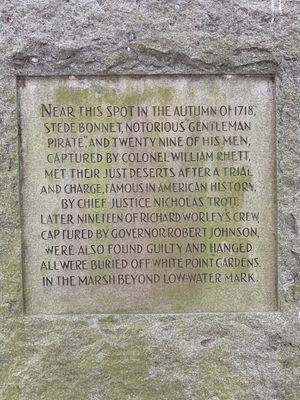 NEAR THIS SPOT IN THE AUTUMN OF 1718,
STEDE BONNET, NOTORIOUS "GENTLEMAN
PIRATE", AND TWENTY NINE OF HIS MEN,
CAPTURED BY COLONEL WILLIAM RHETT,
MET THEIR JUST DESERTS AFTER A TRIAL
AND CHARGE, FAMOUS IN AMERICAN HISTORY,
BY CHIEF JUSTICE NICHOLAS TROTT.
LATER NINETEEN OF RICHARD WORLEY'S CREW,
CAPTURED BY GOVERNOR ROBERT JOHNSON,
WERE ALSO FOUND GUILTY AND HANGED.
ALL WERE BURIED OFF WHITE POINT GARDENS
IN THE MARSH BEYOND LOW-WATER MARK.